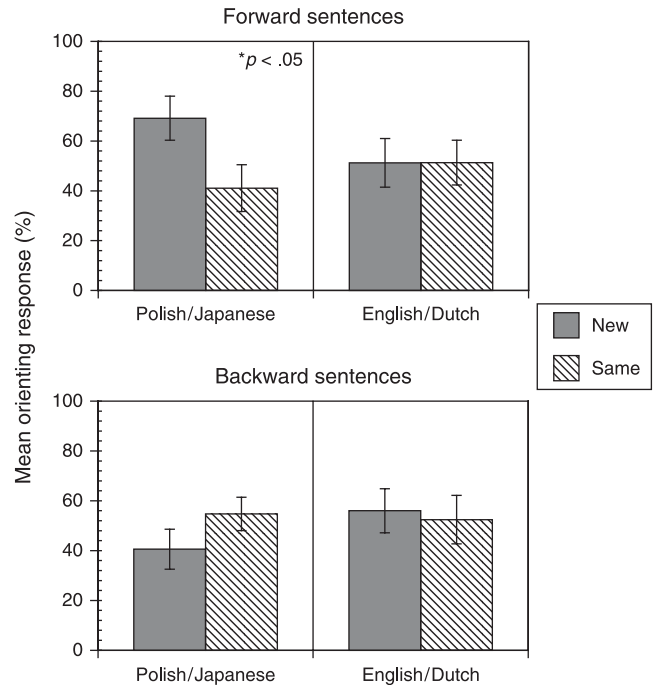 Forward sentences
100
80
60
40
20
0
*p < .05
Polish/Japanese
English/Dutch
Mean orienting response (%)
New
Same
Backward sentences
100
80
60
40
20
0
Polish/Japanese
English/Dutch